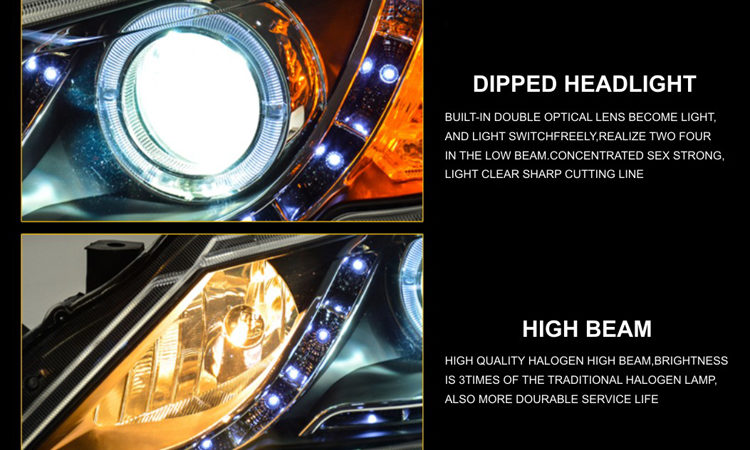 DIPPED HEADLIGHT
BUILT-IN DOUBLE OPTICAL LENS BECOME LIGHT,
AND LIGHT SWITCHFREELY,REALIZE TWO FOUR
IN THE LOW BEAM.CONCENTRATED SEX STRONG,
LIGHT CLEAR SHARP CUTTING LINE
HIGH BEAM
HIGH QUALITY HALOGEN HIGH BEAM,BRIGHTNESS
IS 3TIMES OF THE TRADITIONAL HALOGEN LAMP,
ALSO MORE DOURABLE SERVICE LIFE